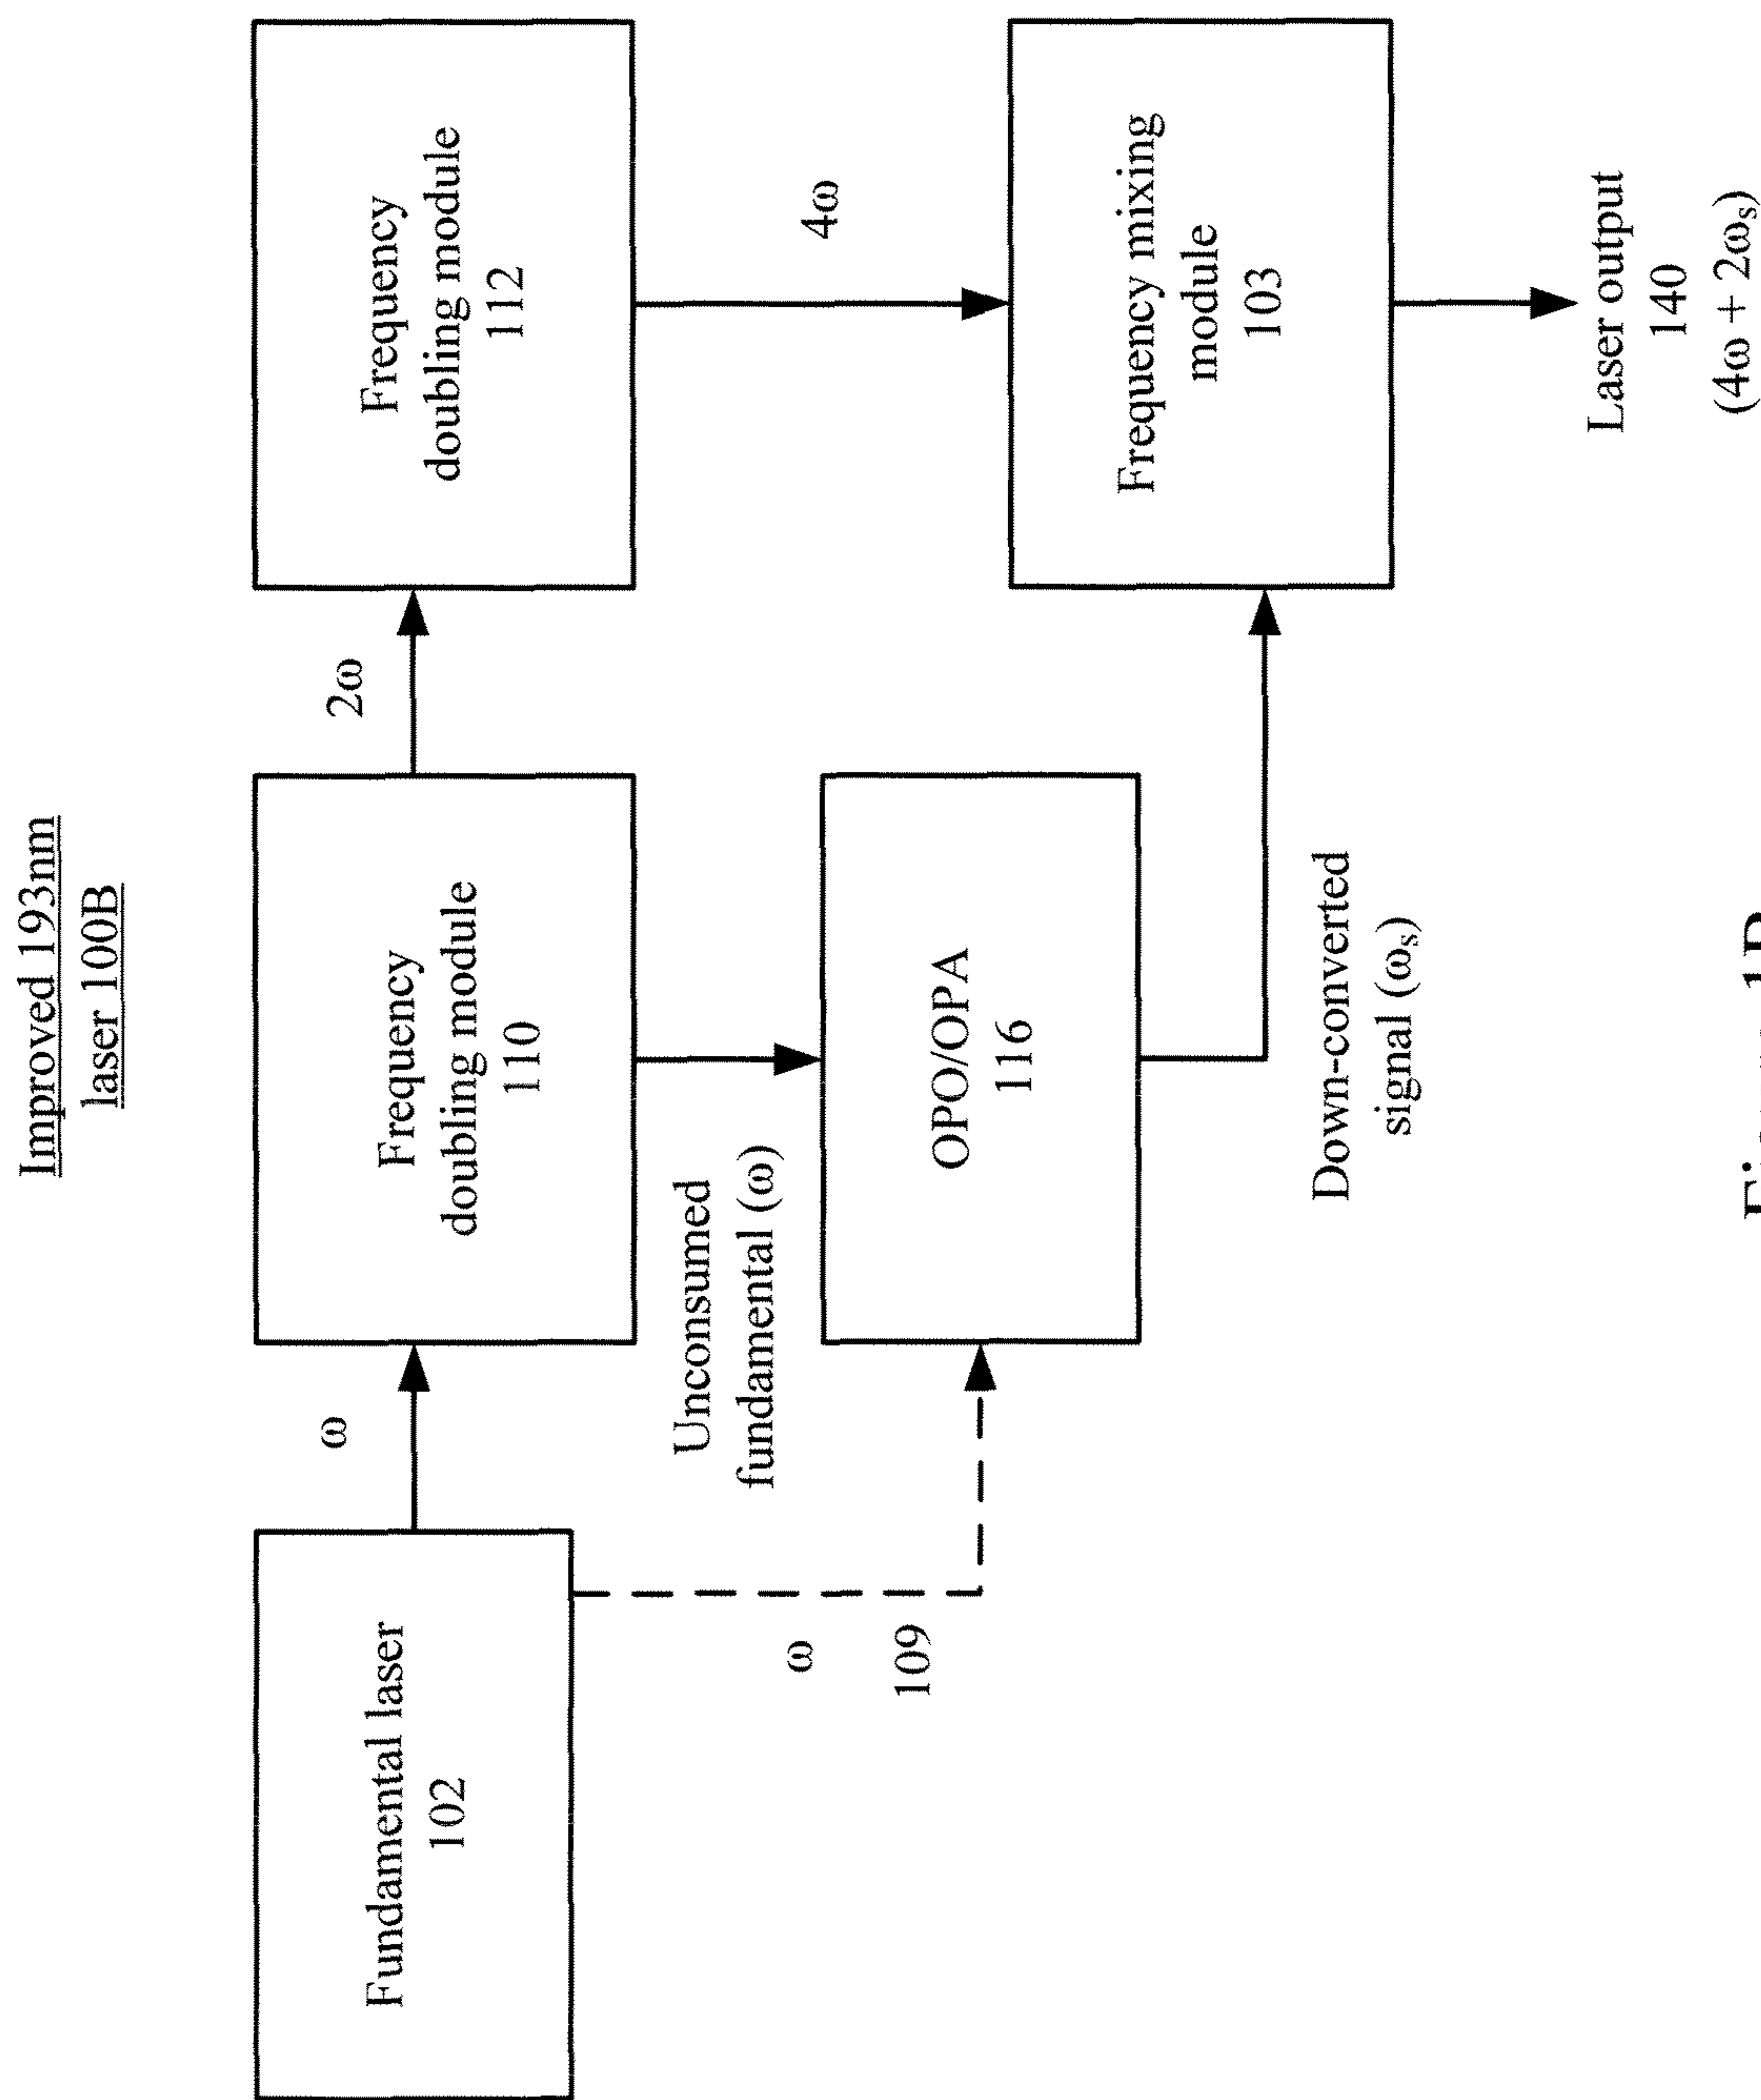 Improved 193nm
laser 100B
Fundamental laser
102
ω
Frequency
doubling module
110
2ω
Frequency
doubling module
112
ω
109
Unconsumed
fundamental (ω)
4ω
OPO/OPA
116
Down-converted
signal (ωₛ)
Frequency mixing
module
103
Laser output
140
(4ω + 2ωₛ)